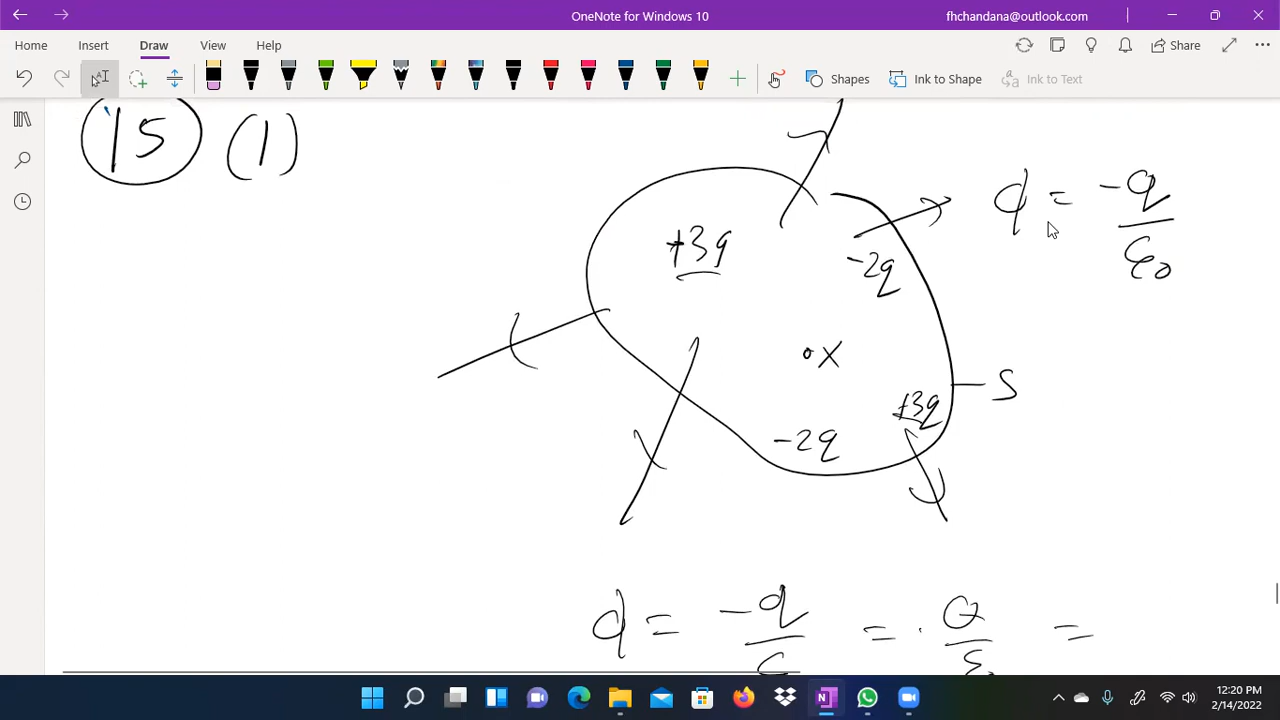 OneNote for Windows 10
fhchandana@outlook.com
Home Insert Draw View Help
Share
Shapes
Ink to Shape
Ink to Text
15 (1)
+3q
-2q
ϕ = -q/ε₀
•X
S
+3q
-2q
ϕ = -q/ε = . Q/ε₀ =
12:20 PM
2/14/2022